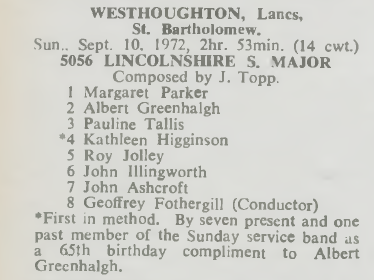 WESTHOUGHTON, Lancs,
St. Bartholomew.
Sun., Sept. 10, 1972, 2hr. 53min. (14 cwt.)
5056 LINCOLNSHIRE S. MAJOR
Composed by J. Topp.
1 Margaret Parker
2 Albert Greenhalgh
3 Pauline Tallis
*4 Kathleen Higginson
5 Roy Jolley
6 John Illingworth
7 John Ashcroft
8 Geoffrey Fothergill (Conductor)
*First in method. By seven present and one
past member of the Sunday service band as
a 65th birthday compliment to Albert
Greenhalgh.